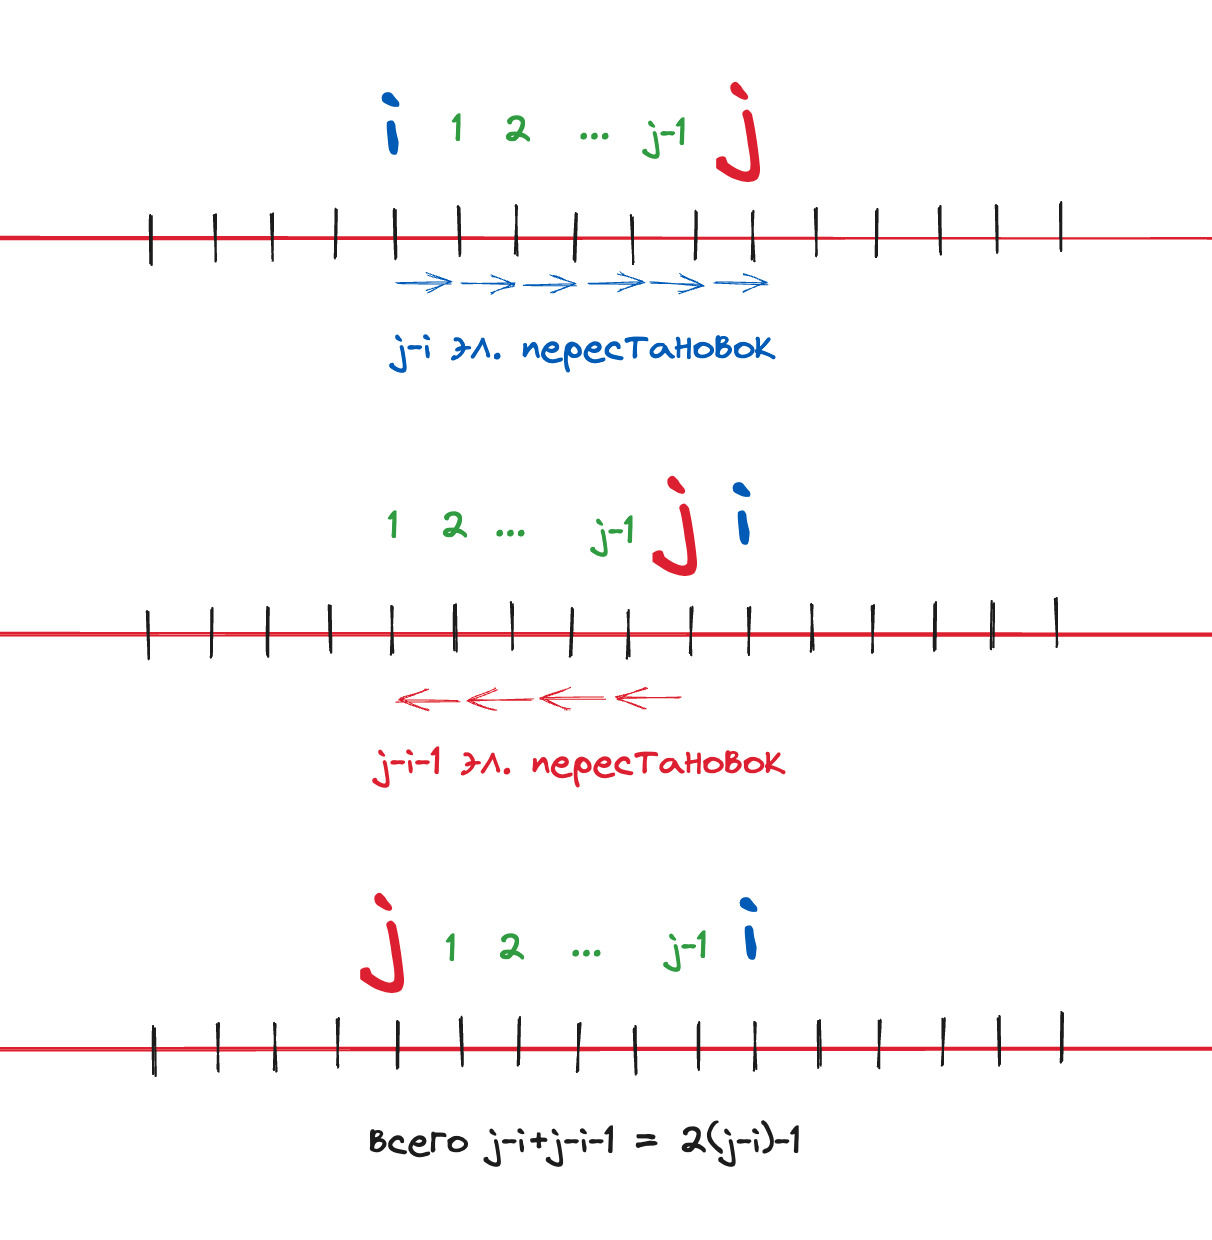 i 1 2 ... j-1 j
j-i эл. перестановок
1 2 ... j-1 j i
j-i-1 эл. перестановок
j 1 2 ... j-1 i
всего j-i+j-i-1 = 2(j-i)-1